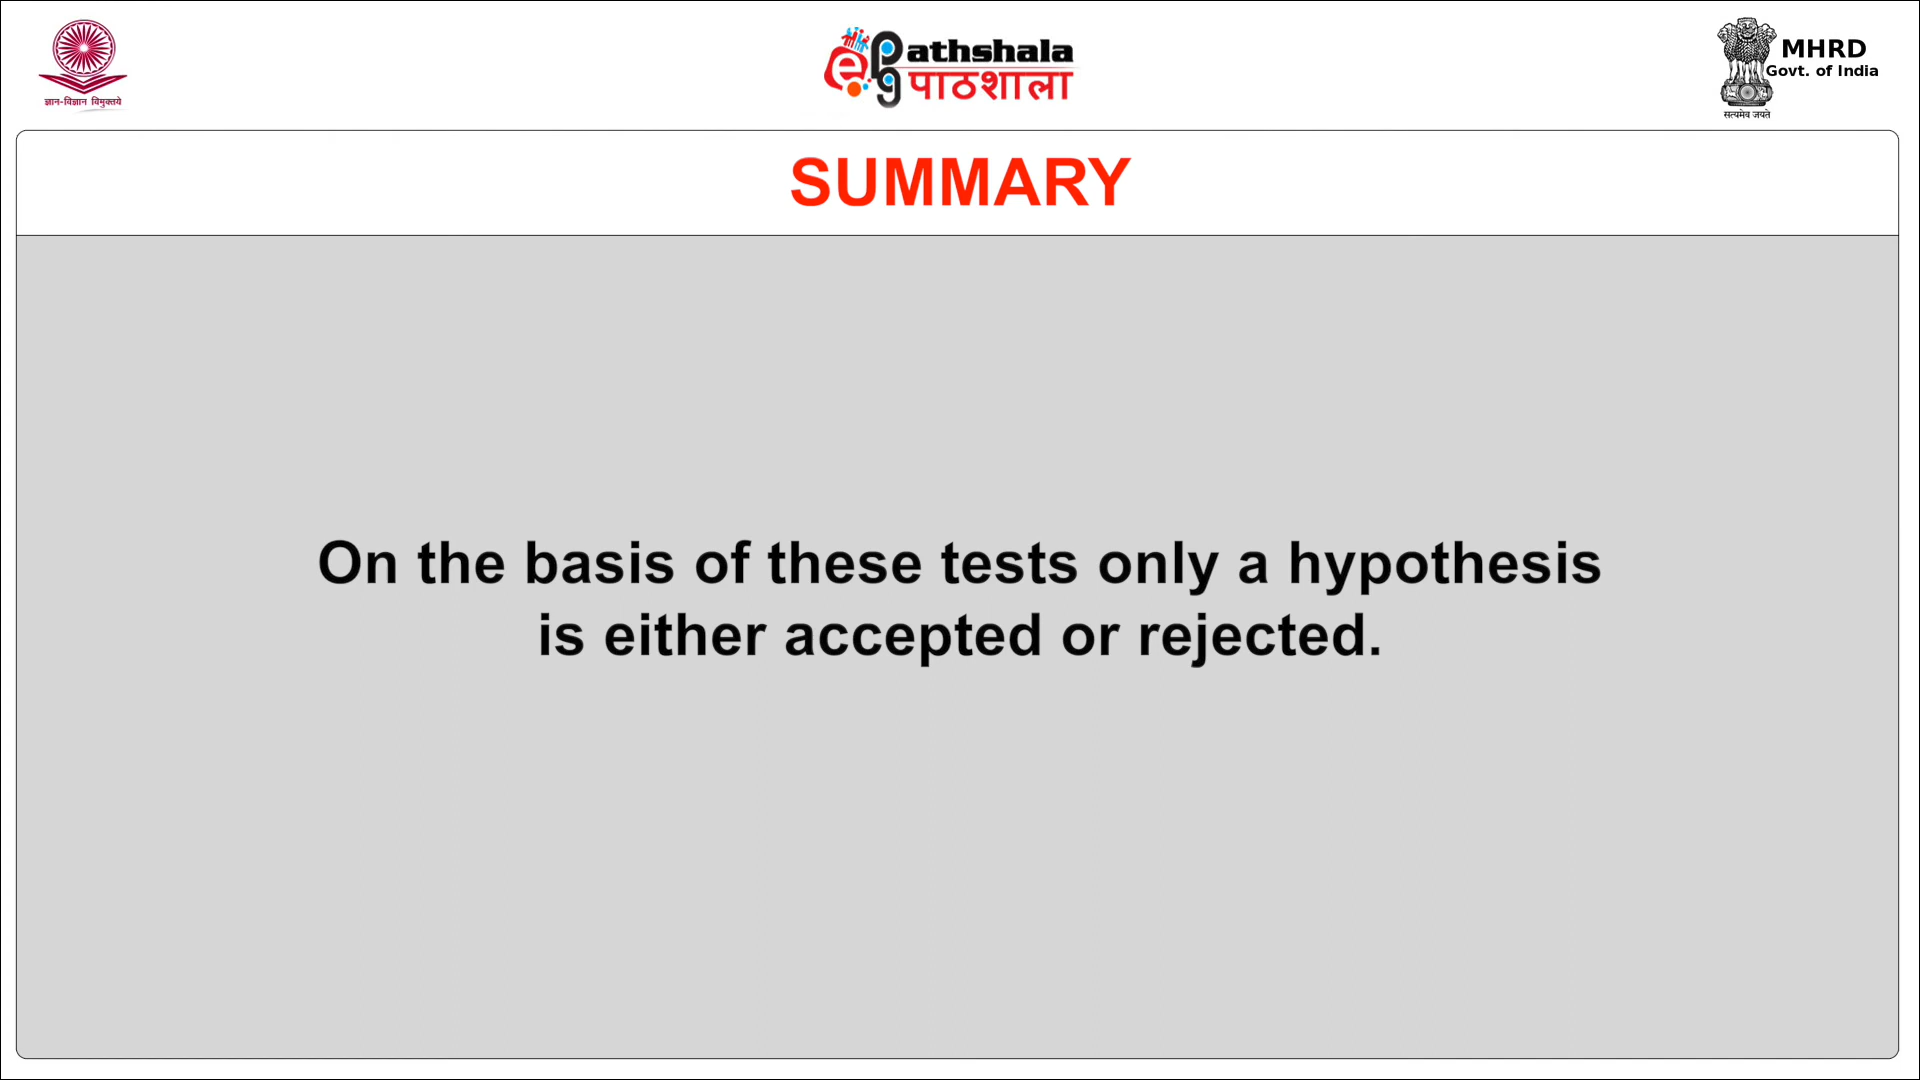 ज्ञान-विज्ञान विमुक्तये
e pg athshala
पाठशाला
MHRD
Govt. of India
सत्यमेव जयते
SUMMARY
On the basis of these tests only a hypothesis
is either accepted or rejected.